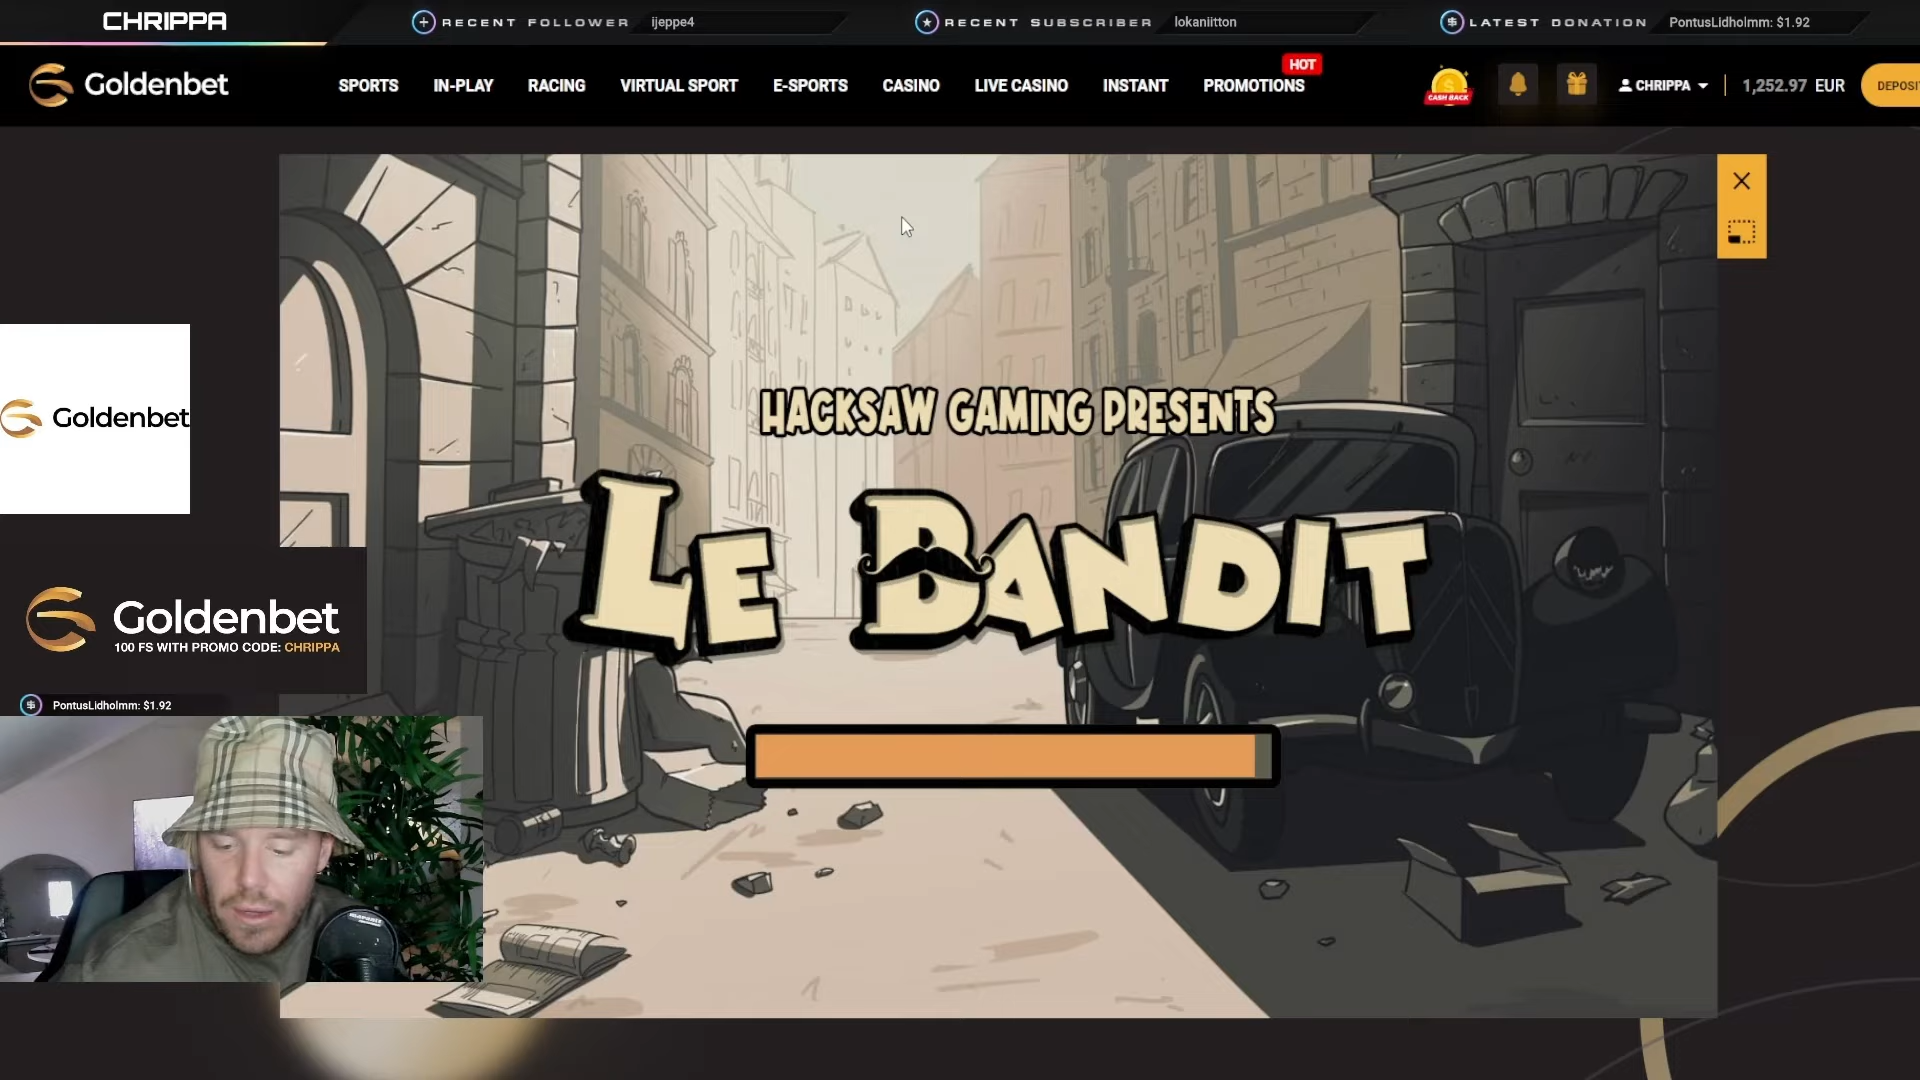 CHRIPPA
RECENT FOLLOWER ijeppe4
RECENT SUBSCRIBER lokaniitton
LATEST DONATION PontusLidholmm: $1.92
Goldenbet
SPORTS IN-PLAY RACING VIRTUAL SPORT E-SPORTS CASINO LIVE CASINO INSTANT PROMOTIONS
HOT
CASH BACK
CHRIPPA
1,252.97 EUR
DEPOSI
HACKSAW GAMING PRESENTS
LE BANDIT
Goldenbet
Goldenbet
100 FS WITH PROMO CODE: CHRIPPA
PontusLidholmm: $1.92